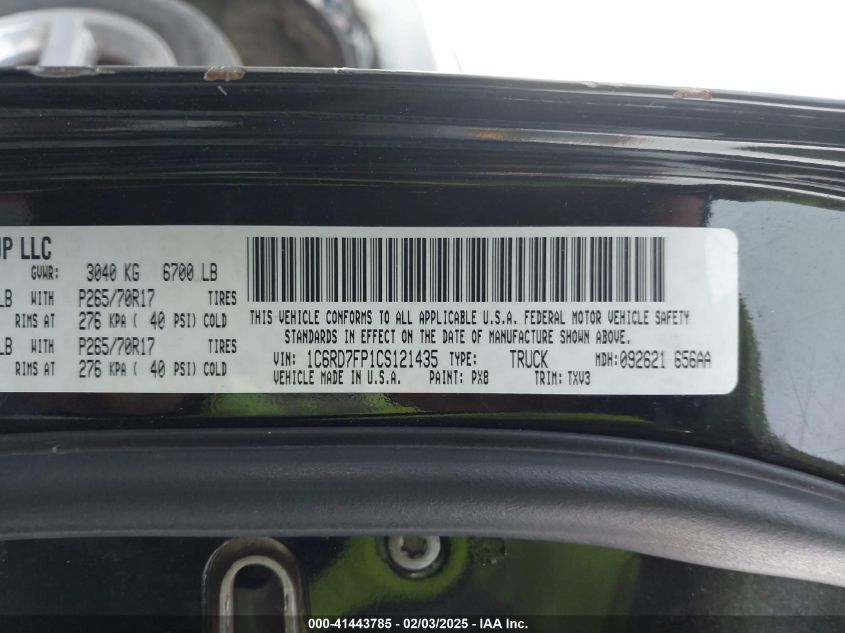 UP LLC
GVWR: 3040 KG 6700 LB
LB WITH P265/70R17 TIRES
RIMS AT 276 KPA ( 40 PSI) COLD
LB WITH P265/70R17 TIRES
RIMS AT 276 KPA ( 40 PSI) COLD
THIS VEHICLE CONFORMS TO ALL APPLICABLE U.S.A. FEDERAL MOTOR VEHICLE SAFETY
STANDARDS IN EFFECT ON THE DATE OF MANUFACTURE SHOWN ABOVE.
VIN: 1C6RD7FP1CS121435 TYPE: TRUCK MDH: 092621 656AA
VEHICLE MADE IN U.S.A. PAINT: PX8 TRIM: TXV3
00-41443785 - 02/03/2025 - IAA Inc.